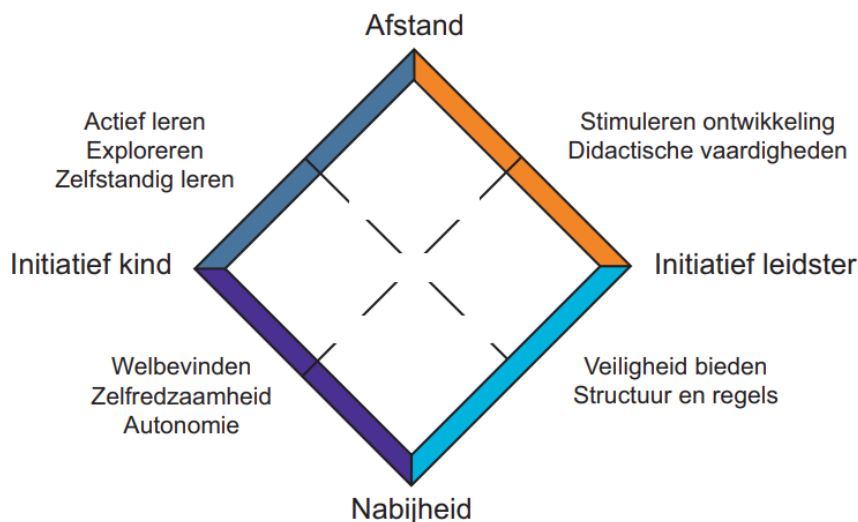 Afstand
Actief leren
Exploreren
Zelfstandig leren
Stimuleren ontwikkeling
Didactische vaardigheden
Initiatief kind
Initiatief leidster
Welbevinden
Zelfredzaamheid
Autonomie
Veiligheid bieden
Structuur en regels
Nabijheid